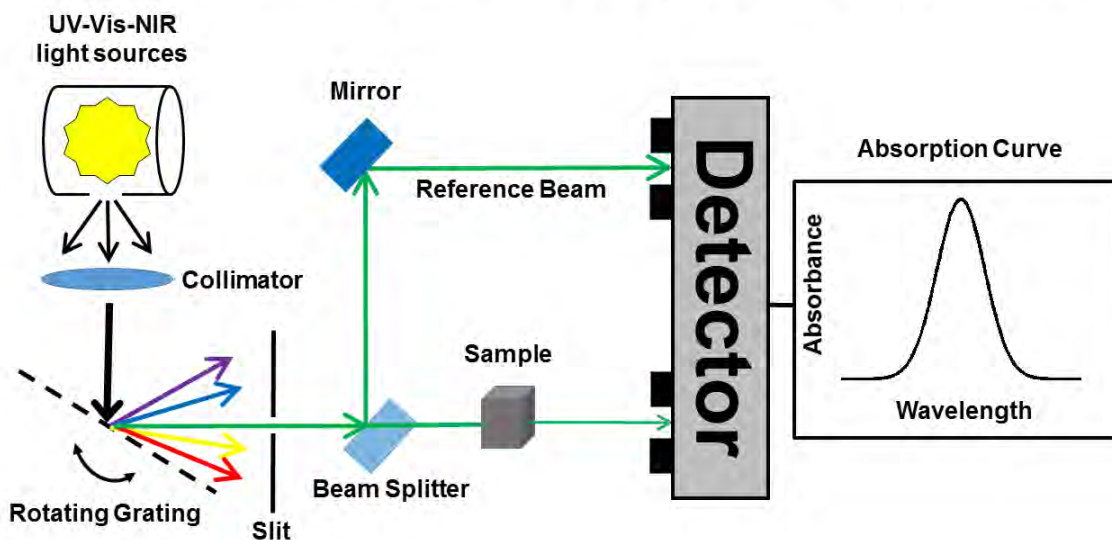 UV-Vis-NIR
light sources
Mirror
Reference Beam
Collimator
Sample
Rotating Grating
Slit
Beam Splitter
Detector
Absorption Curve
Absorbance
Wavelength